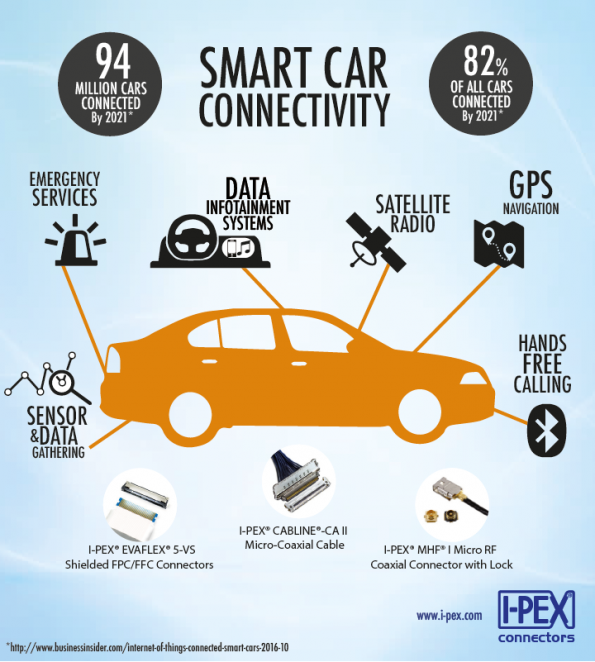 94
MILLION CARS
CONNECTED
By 2021*
SMART CAR
CONNECTIVITY
82%
OF ALL CARS
CONNECTED
By 2021*
EMERGENCY
SERVICES
DATA
INFOTAINMENT
SYSTEMS
SATELLITE
RADIO
GPS
NAVIGATION
HANDS
FREE
CALLING
SENSOR
&DATA
GATHERING
I-PEX® EVAFLEX® 5-VS
Shielded FPC/FFC Connectors
I-PEX® CABLINE®-CA II
Micro-Coaxial Cable
I-PEX® MHF® I Micro RF
Coaxial Connector with Lock
www.i-pex.com
I-PEX®
connectors
*http://www.businessinsider.com/internet-of-things-connected-smart-cars-2016-10